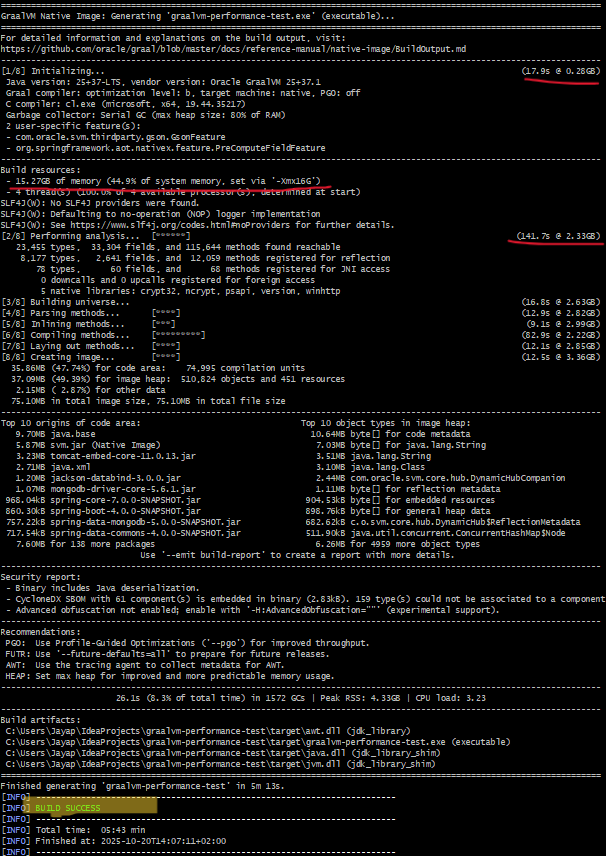 GraalVM Native Image: Generating 'graalvm-performance-test.exe' (executable)...
For detailed information and explanations on the build output, visit:
https://github.com/oracle/graal/blob/master/docs/reference-manual/native-image/BuildOutput.md
[1/8] Initializing... (17.9s @ 0.28GB)
Java version: 25+37-LTS, vendor version: Oracle GraalVM 25+37.1
Graal compiler: optimization level: b, target machine: native, PGO: off
C compiler: cl.exe (microsoft, x64, 19.44.35217)
Garbage collector: Serial GC (max heap size: 80% of RAM)
2 user-specific feature(s):
- com.oracle.svm.thirdparty.gson.GsonFeature
- org.springframework.aot.nativex.feature.PreComputeFieldFeature
Build resources:
- 15.27GB of memory (44.9% of system memory, set via '-Xmx16G')
- 4 thread(s) (100.0% of 4 available processor(s), determined at start)
SLF4J(W): No SLF4J providers were found.
SLF4J(W): Defaulting to no-operation (NOP) logger implementation
SLF4J(W): See https://www.slf4j.org/codes.html#noProviders for further details.
[2/8] Performing analysis... [******] (141.7s @ 2.33GB)
23,455 types, 33,304 fields, and 115,644 methods found reachable
8,177 types, 2,641 fields, and 12,059 methods registered for reflection
78 types, 60 fields, and 68 methods registered for JNI access
0 downcalls and 0 upcalls registered for foreign access
5 native libraries: crypt32, ncrypt, psapi, version, winhttp
[3/8] Building universe... (16.8s @ 2.63GB)
[4/8] Parsing methods... [****] (12.9s @ 2.82GB)
[5/8] Inlining methods... [***] (9.1s @ 2.99GB)
[6/8] Compiling methods... [*********] (82.9s @ 2.22GB)
[7/8] Laying out methods... [****] (12.1s @ 2.85GB)
[8/8] Creating image... [****] (12.5s @ 3.36GB)
35.86MB (47.74%) for code area: 74,995 compilation units
37.09MB (49.39%) for image heap: 510,824 objects and 451 resources
2.15MB ( 2.87%) for other data
75.10MB in total image size, 75.10MB in total file size
Top 10 origins of code area: Top 10 object types in image heap:
9.70MB java.base 10.64MB byte[] for code metadata
5.87MB svm.jar (Native Image) 7.03MB byte[] for java.lang.String
3.23MB tomcat-embed-core-11.0.13.jar 3.51MB java.lang.String
2.71MB java.xml 3.10MB java.lang.Class
1.20MB jackson-databind-3.0.0.jar 2.44MB com.oracle.svm.core.hub.DynamicHubCompanion
1.07MB mongodb-driver-core-5.6.1.jar 1.11MB byte[] for reflection metadata
968.04kB spring-core-7.0.0-SNAPSHOT.jar 904.53kB byte[] for embedded resources
860.30kB spring-boot-4.0.0-SNAPSHOT.jar 898.76kB byte[] for general heap data
757.22kB spring-data-mongodb-5.0.0-SNAPSHOT.jar 682.62kB c.o.svm.core.hub.DynamicHub$ReflectionMetadata
717.54kB spring-data-commons-4.0.0-SNAPSHOT.jar 511.90kB java.util.concurrent.ConcurrentHashMap$Node
7.60MB for 138 more packages 6.26MB for 4959 more object types
Use '--emit build-report' to create a report with more details.
Security report:
- Binary includes Java deserialization.
- CycloneDX SBOM with 61 component(s) is embedded in binary (2.83kB). 159 type(s) could not be associated to a component
- Advanced obfuscation not enabled; enable with '-H:AdvancedObfuscation=""' (experimental support).
Recommendations:
PGO: Use Profile-Guided Optimizations ('--pgo') for improved throughput.
FUTR: Use '--future-defaults=all' to prepare for future releases.
AWT: Use the tracing agent to collect metadata for AWT.
HEAP: Set max heap for improved and more predictable memory usage.
26.1s (8.3% of total time) in 1572 GCs | Peak RSS: 4.33GB | CPU load: 3.23
Build artifacts:
C:\Users\Jayap\IdeaProjects\graalvm-performance-test\target\awt.dll (jdk_library)
C:\Users\Jayap\IdeaProjects\graalvm-performance-test\target\graalvm-performance-test.exe (executable)
C:\Users\Jayap\IdeaProjects\graalvm-performance-test\target\java.dll (jdk_library_shim)
C:\Users\Jayap\IdeaProjects\graalvm-performance-test\target\jvm.dll (jdk_library_shim)
Finished generating 'graalvm-performance-test' in 5m 13s.
[INFO] ------------------------------------------------------------------------
[INFO] BUILD SUCCESS
[INFO] ------------------------------------------------------------------------
[INFO] Total time:  05:43 min
[INFO] Finished at: 2025-10-20T14:07:11+02:00
[INFO] ------------------------------------------------------------------------